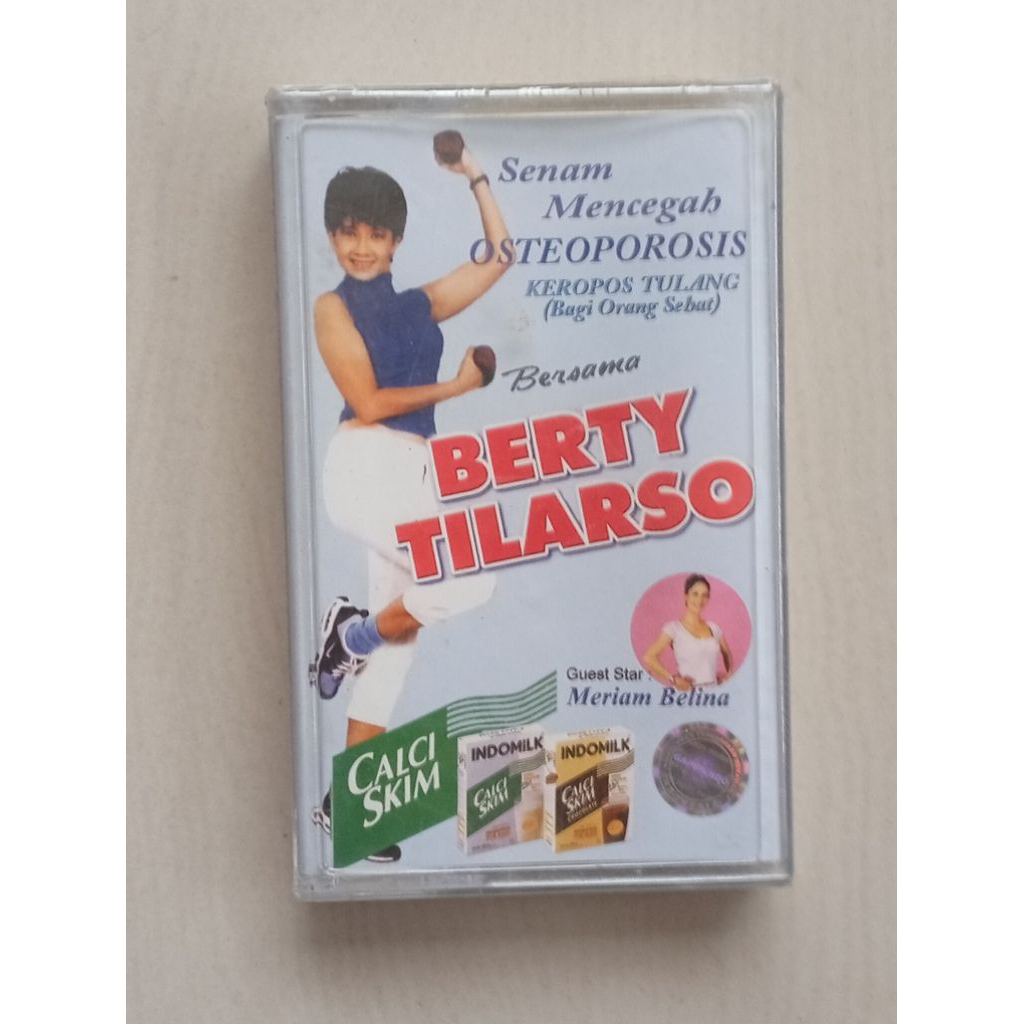 Senam
Mencegah
OSTEOPOROSIS
KEROPOS TULANG
(Bagi Orang Sehat)
Bersama
BERTY
TILARSO
Guest Star :
Meriam Belina
CALCI
SKIM
INDOMILK
CALCI
SKIM
INDOMILK
CALCI
SKIM
CHOCOLATE